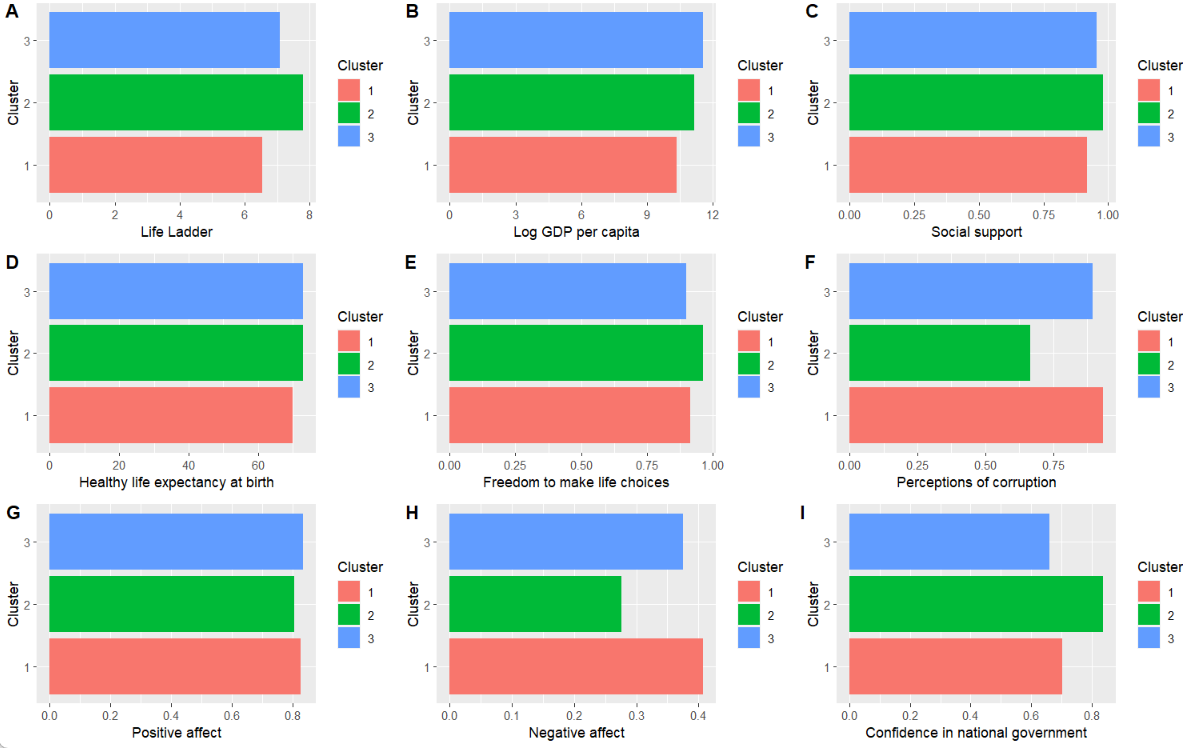 A
Cluster
3
2
1
0 2 4 6 8
Life Ladder
Cluster
1
2
3
B
Cluster
3
2
1
0 3 6 9 12
Log GDP per capita
Cluster
1
2
3
C
Cluster
3
2
1
0.00 0.25 0.50 0.75 1.00
Social support
Cluster
1
2
3
D
Cluster
3
2
1
0 20 40 60
Healthy life expectancy at birth
Cluster
1
2
3
E
Cluster
3
2
1
0.00 0.25 0.50 0.75 1.00
Freedom to make life choices
Cluster
1
2
3
F
Cluster
3
2
1
0.00 0.25 0.50 0.75
Perceptions of corruption
Cluster
1
2
3
G
Cluster
3
2
1
0.0 0.2 0.4 0.6 0.8
Positive affect
Cluster
1
2
3
H
Cluster
3
2
1
0.0 0.1 0.2 0.3 0.4
Negative affect
Cluster
1
2
3
I
Cluster
3
2
1
0.0 0.2 0.4 0.6 0.8
Confidence in national government
Cluster
1
2
3